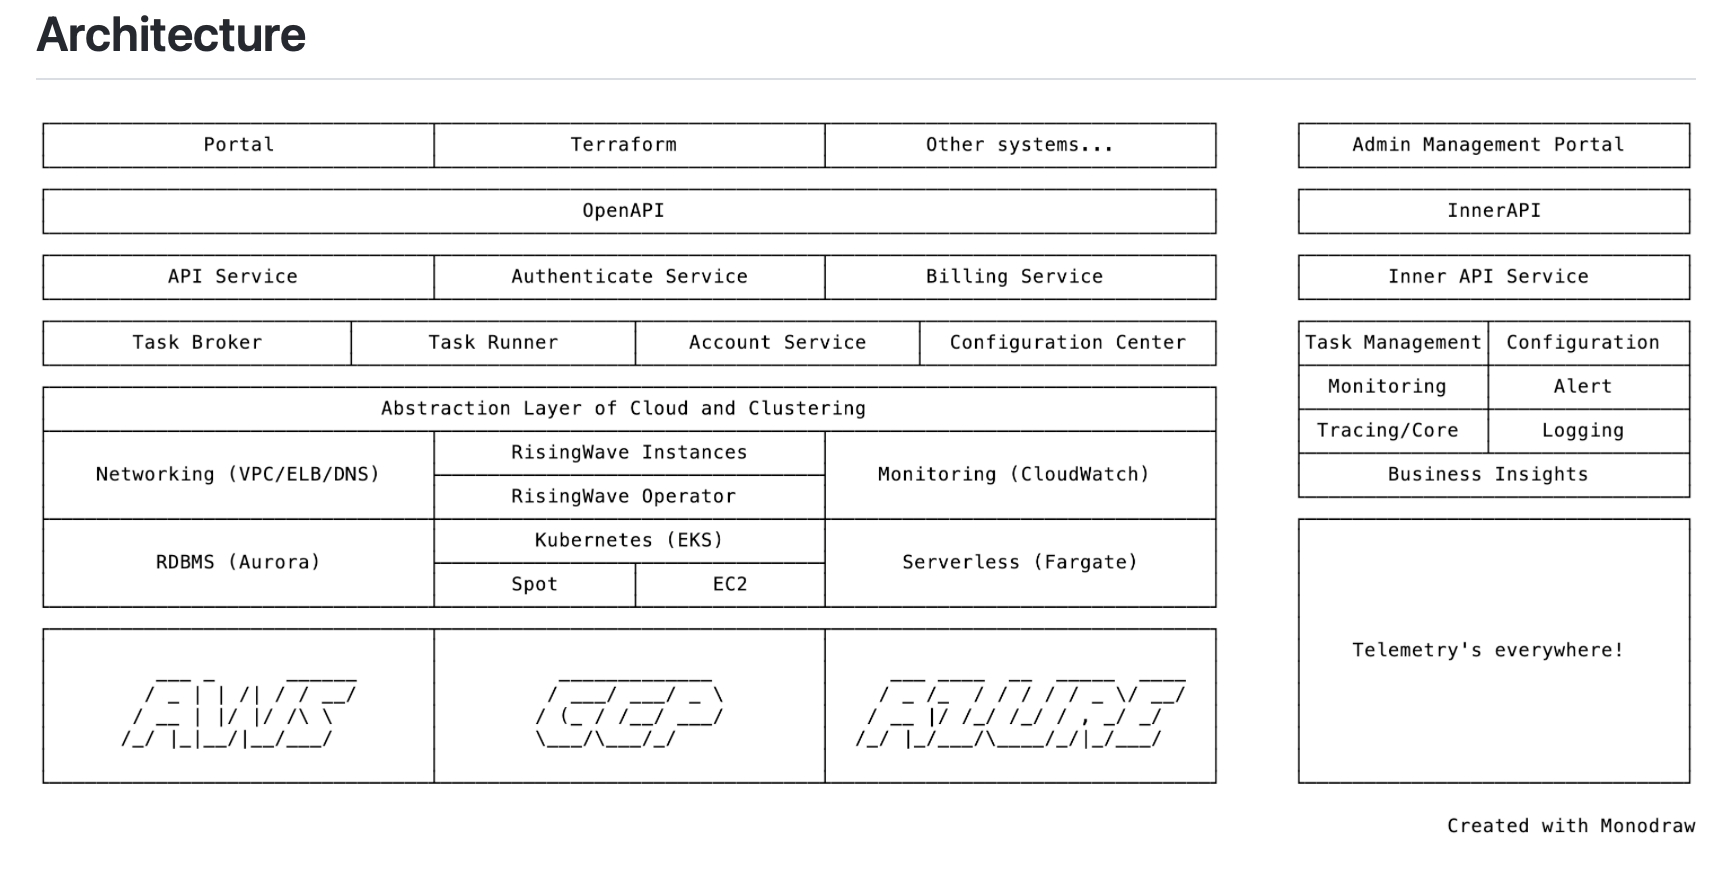 Architecture
Portal Terraform Other systems...
OpenAPI
API Service Authenticate Service Billing Service
Task Broker Task Runner Account Service Configuration Center
Abstraction Layer of Cloud and Clustering
Networking (VPC/ELB/DNS)
RisingWave Instances
RisingWave Operator
Monitoring (CloudWatch)
RDBMS (Aurora)
Kubernetes (EKS)
Spot EC2
Serverless (Fargate)
AWS GCP AZURE
Admin Management Portal
InnerAPI
Inner API Service
Task Management Configuration
Monitoring Alert
Tracing/Core Logging
Business Insights
Telemetry's everywhere!
Created with Monodraw